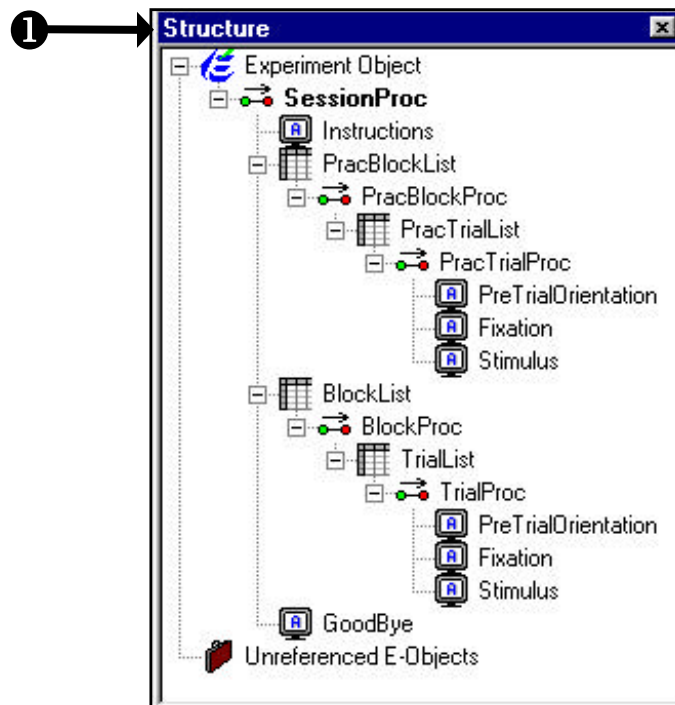 ❶ Structure
Experiment Object
SessionProc
Instructions
PracBlockList
PracBlockProc
PracTrialList
PracTrialProc
PreTrialOrientation
Fixation
Stimulus
BlockList
BlockProc
TrialList
TrialProc
PreTrialOrientation
Fixation
Stimulus
GoodBye
Unreferenced E-Objects